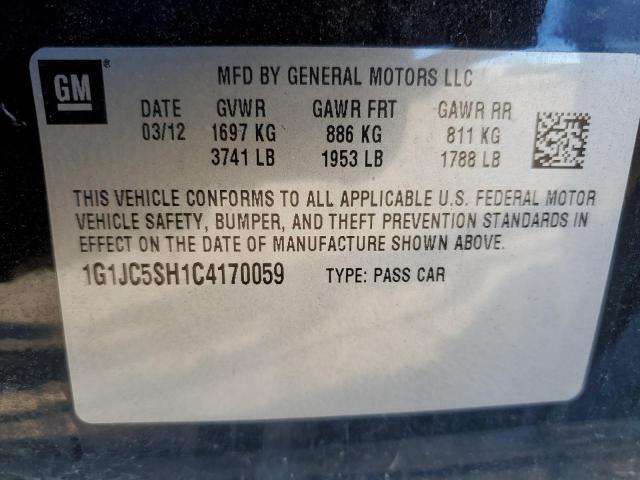 GM®
MFD BY GENERAL MOTORS LLC
DATE GVWR GAWR FRT GAWR RR
03/12 1697 KG 886 KG 811 KG
3741 LB 1953 LB 1788 LB
THIS VEHICLE CONFORMS TO ALL APPLICABLE U.S. FEDERAL MOTOR
VEHICLE SAFETY, BUMPER, AND THEFT PREVENTION STANDARDS IN
EFFECT ON THE DATE OF MANUFACTURE SHOWN ABOVE.
1G1JC5SH1C4170059 TYPE: PASS CAR